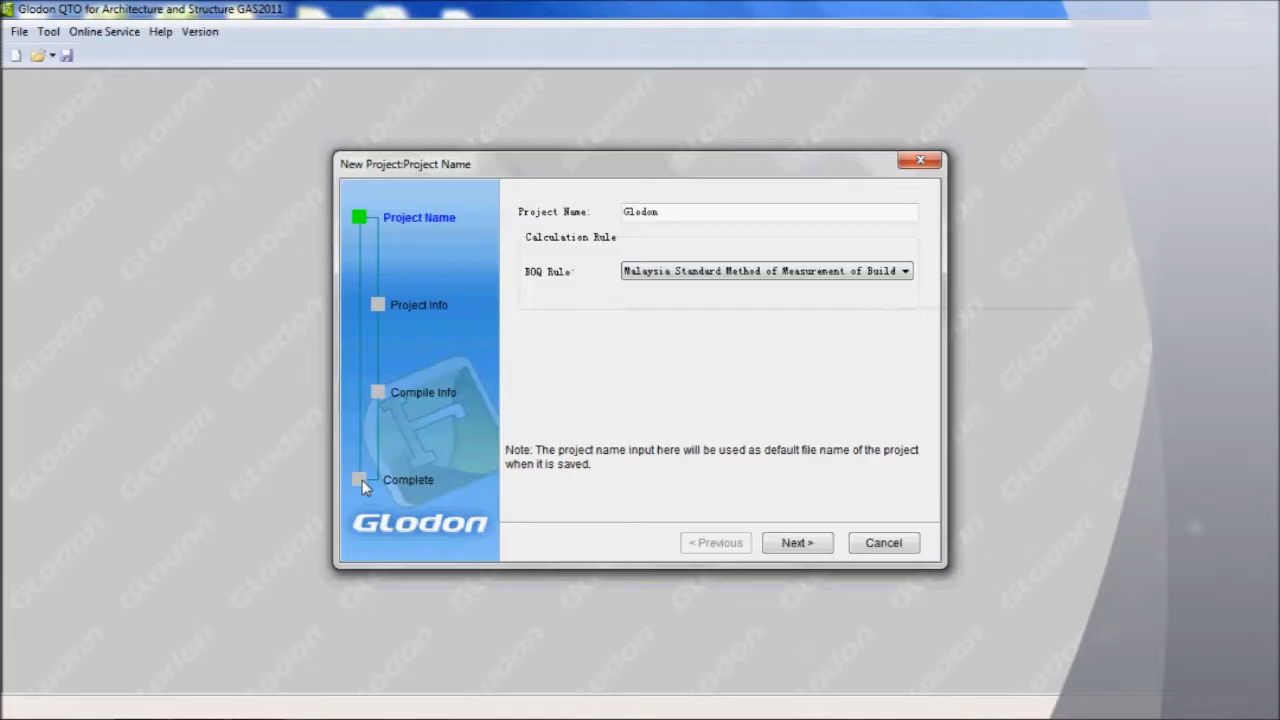 Glodon QTO for Architecture and Structure GAS2011
File Tool Online Service Help Version
New Project:Project Name
Project Name
Project Info
Compile Info
Complete
GLODON
Project Name: Glodon
Calculation Rule
BOQ Rule: Malaysia Standard Method of Measurement of Build
Note: The project name input here will be used as default file name of the project
when it is saved.
< Previous Next > Cancel